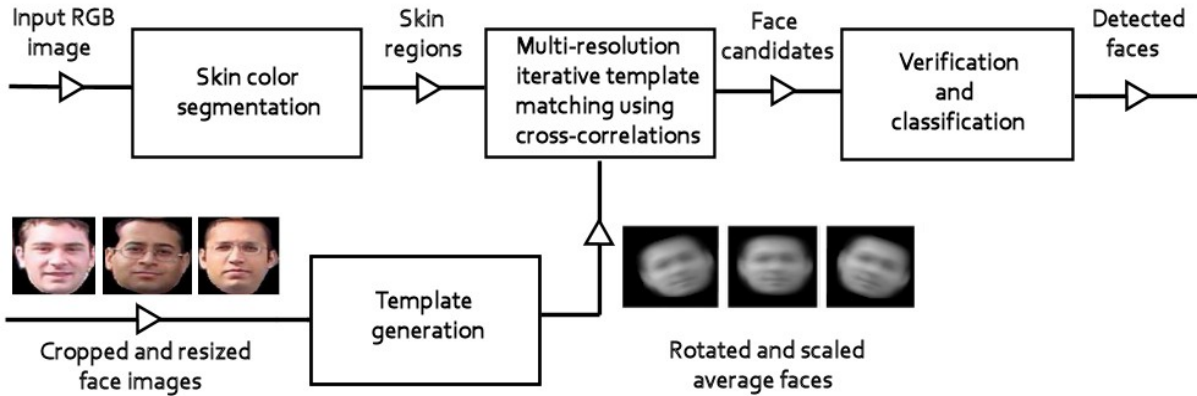 Input RGB
image
Skin color
segmentation
Skin
regions
Multi-resolution
iterative template
matching using
cross-correlations
Face
candidates
Verification
and
classification
Detected
faces
Cropped and resized
face images
Template
generation
Rotated and scaled
average faces